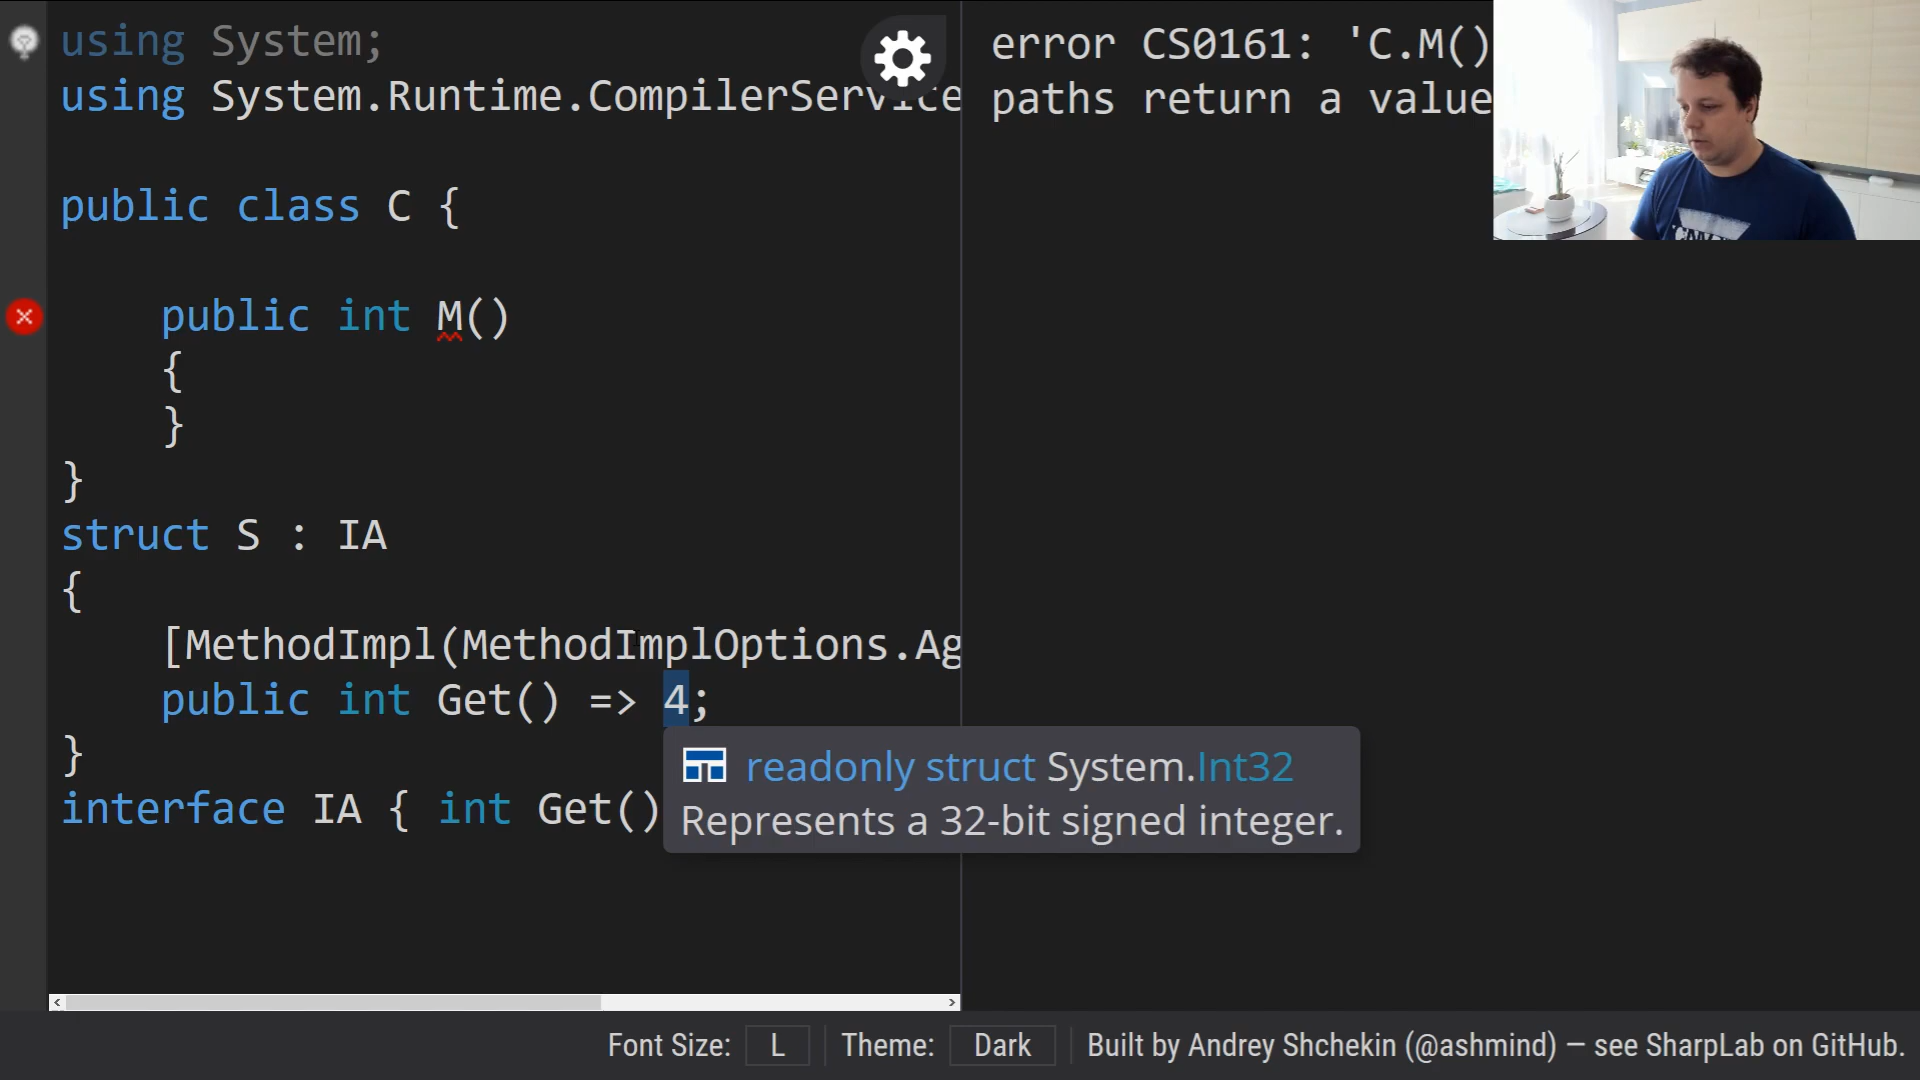 using System;
using System.Runtime.CompilerService
public class C {
public int M()
{
}
}
struct S : IA
{
[MethodImpl(MethodImplOptions.Ag
public int Get() => 4;
}
interface IA { int Get()
readonly struct System.Int32
Represents a 32-bit signed integer.
error CS0161: 'C.M()
paths return a value
Font Size: L Theme: Dark Built by Andrey Shchekin (@ashmind) — see SharpLab on GitHub.